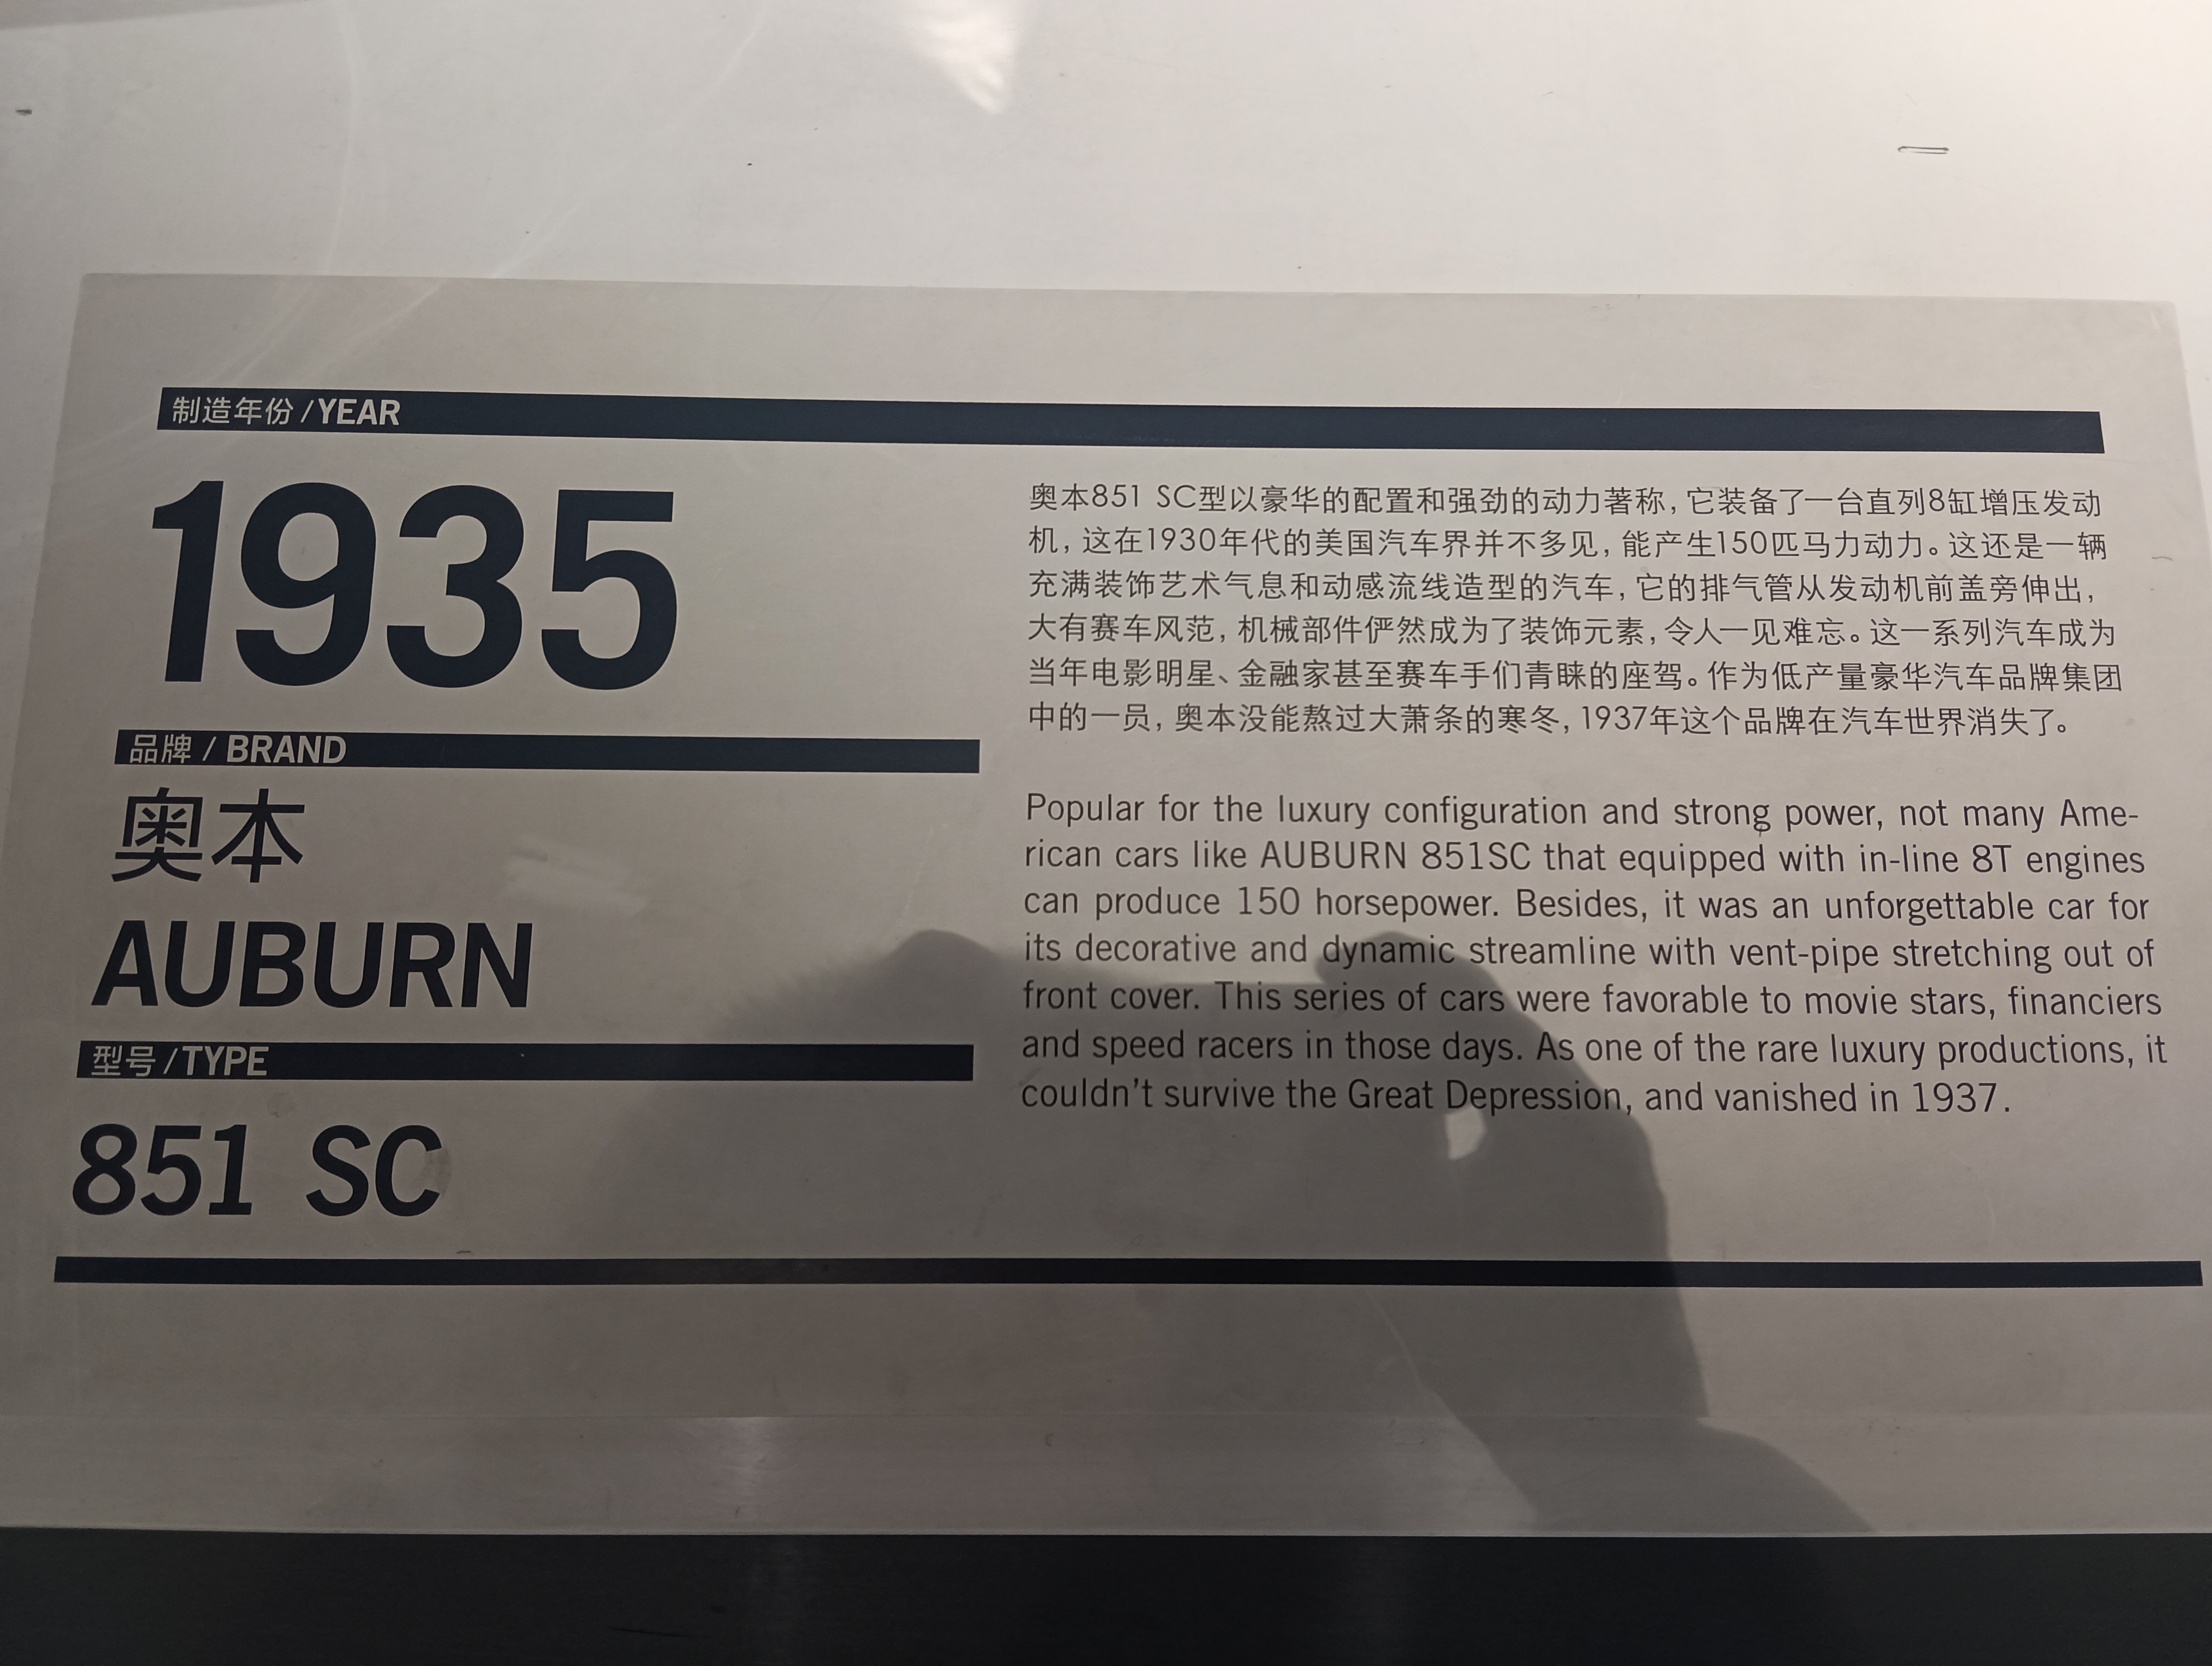 制造年份 / YEAR
1935
品牌 / BRAND
奥本
AUBURN
型号 / TYPE
851 SC
奥本851 SC型以豪华的配置和强劲的动力著称，它装备了一台直列8缸增压发动
机，这在1930年代的美国汽车界并不多见，能产生150匹马力动力。这还是一辆
充满装饰艺术气息和动感流线造型的汽车，它的排气管从发动机前盖旁伸出，
大有赛车风范，机械部件俨然成为了装饰元素，令人一见难忘。这一系列汽车成为
当年电影明星、金融家甚至赛车手们青睐的座驾。作为低产量豪华汽车品牌集团
中的一员，奥本没能熬过大萧条的寒冬，1937年这个品牌在汽车世界消失了。
Popular for the luxury configuration and strong power, not many Ame-
rican cars like AUBURN 851SC that equipped with in-line 8T engines
can produce 150 horsepower. Besides, it was an unforgettable car for
its decorative and dynamic streamline with vent-pipe stretching out of
front cover. This series of cars were favorable to movie stars, financiers
and speed racers in those days. As one of the rare luxury productions, it
couldn't survive the Great Depression, and vanished in 1937.